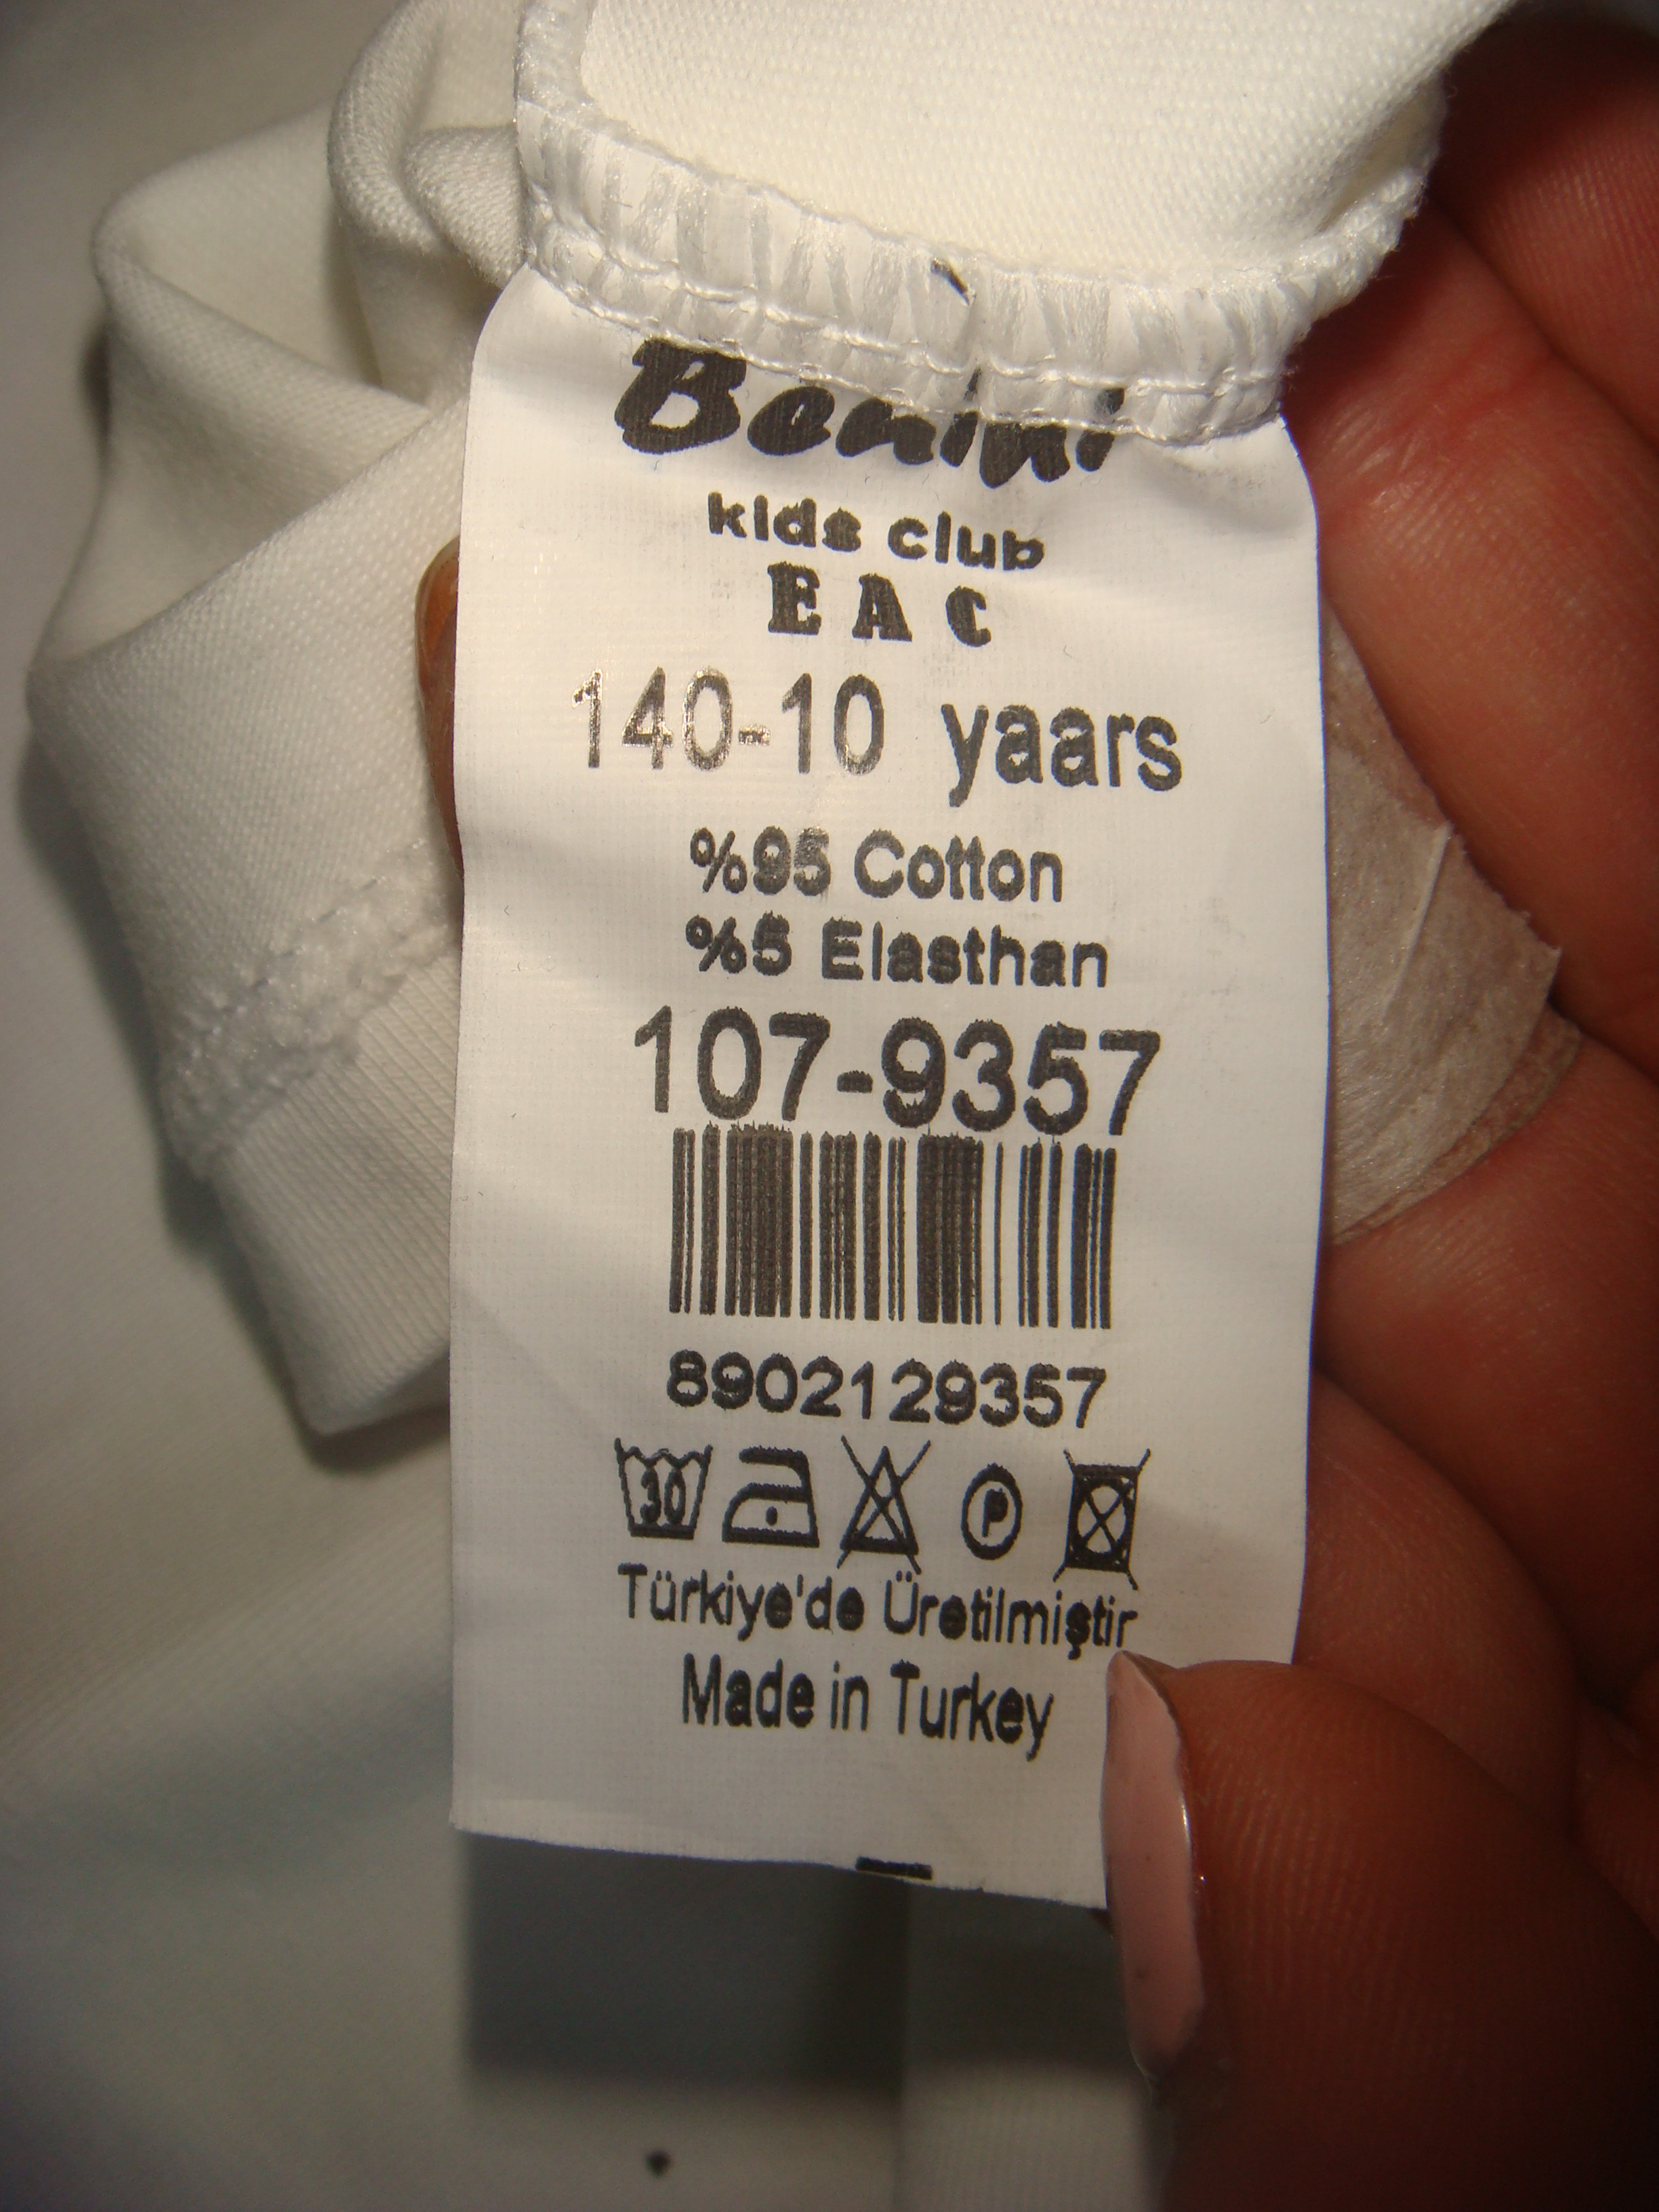 Benini
kids club
E A C
140-10 yaars
%95 Cotton
%5 Elasthan
107-9357
8902129357
30 P
Türkiye'de Üretilmiştir
Made in Turkey